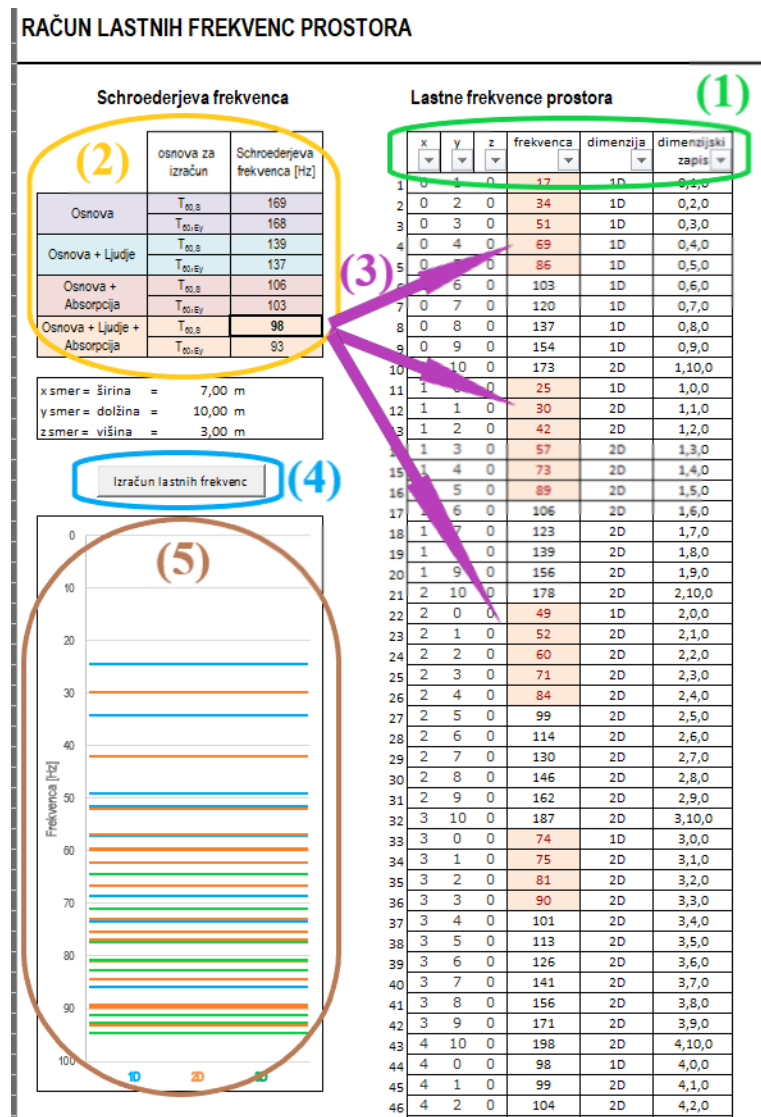 RAČUN LASTNIH FREKVENC PROSTORA
Schroederjeva frekvenca
(2)
osnova za izračun
Schroederjeva frekvenca [Hz]
Osnova
T60,S 169
T60,Ey 168
Osnova + Ljudje
T60,S 139
T60,Ey 137
Osnova + Absorpcija
T60,S 106
T60,Ey 103
Osnova + Ljudje + Absorpcija
T60,S 98
T60,Ey 93
(3)
x smer = širina = 7,00 m
y smer = dolžina = 10,00 m
z smer = višina = 3,00 m
Izračun lastnih frekvenc
(4)
(5)
Frekvenca [Hz]
0
10
20
30
40
50
60
70
80
90
100
1D 2D
Lastne frekvence prostora
(1)
x y z frekvenca dimenzija dimenzijski zapis
1 0 1 0 17 1D 0,1,0
2 0 2 0 34 1D 0,2,0
3 0 3 0 51 1D 0,3,0
4 0 4 0 69 1D 0,4,0
5 0 0 86 1D 0,5,0
6 0 103 1D 0,6,0
7 0 7 0 120 1D 0,7,0
8 0 8 0 137 1D 0,8,0
9 0 9 0 154 1D 0,9,0
10 10 0 173 2D 1,10,0
11 1 25 1D 1,0,0
12 1 1 0 30 2D 1,1,0
13 1 2 0 42 2D 1,2,0
1 3 0 57 2D 1,3,0
15 1 4 0 73 2D 1,4,0
16 5 0 89 2D 1,5,0
17 6 0 106 2D 1,6,0
18 1 7 0 123 2D 1,7,0
19 1 0 139 2D 1,8,0
20 1 9 0 156 2D 1,9,0
21 2 10 0 178 2D 2,10,0
22 2 0 0 49 1D 2,0,0
23 2 1 0 52 2D 2,1,0
24 2 2 0 60 2D 2,2,0
25 2 3 0 71 2D 2,3,0
26 2 4 0 84 2D 2,4,0
27 2 5 0 99 2D 2,5,0
28 2 6 0 114 2D 2,6,0
29 2 7 0 130 2D 2,7,0
30 2 8 0 146 2D 2,8,0
31 2 9 0 162 2D 2,9,0
32 3 10 0 187 2D 3,10,0
33 3 0 0 74 1D 3,0,0
34 3 1 0 75 2D 3,1,0
35 3 2 0 81 2D 3,2,0
36 3 3 0 90 2D 3,3,0
37 3 4 0 101 2D 3,4,0
38 3 5 0 113 2D 3,5,0
39 3 6 0 126 2D 3,6,0
40 3 7 0 141 2D 3,7,0
41 3 8 0 156 2D 3,8,0
42 3 9 0 171 2D 3,9,0
43 4 10 0 198 2D 4,10,0
44 4 0 0 98 1D 4,0,0
45 4 1 0 99 2D 4,1,0
46 4 2 0 104 2D 4,2,0